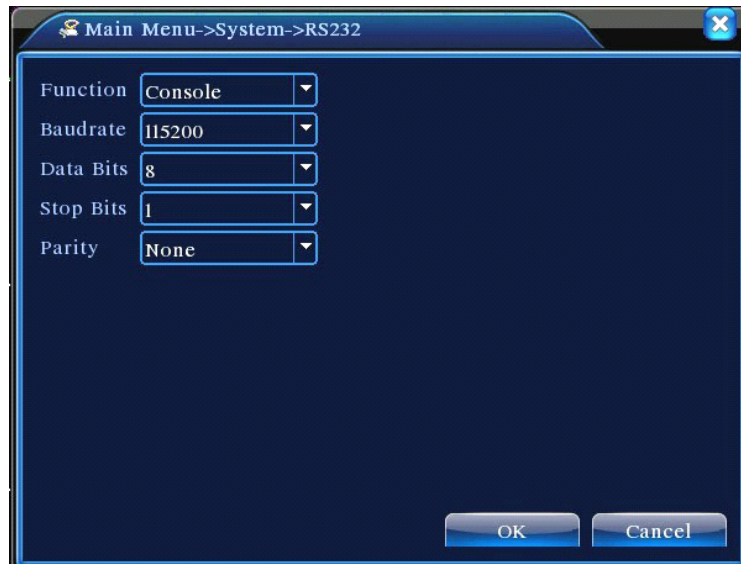 Main Menu->System->RS232
Function Console
Baudrate 115200
Data Bits 8
Stop Bits 1
Parity None
OK Cancel